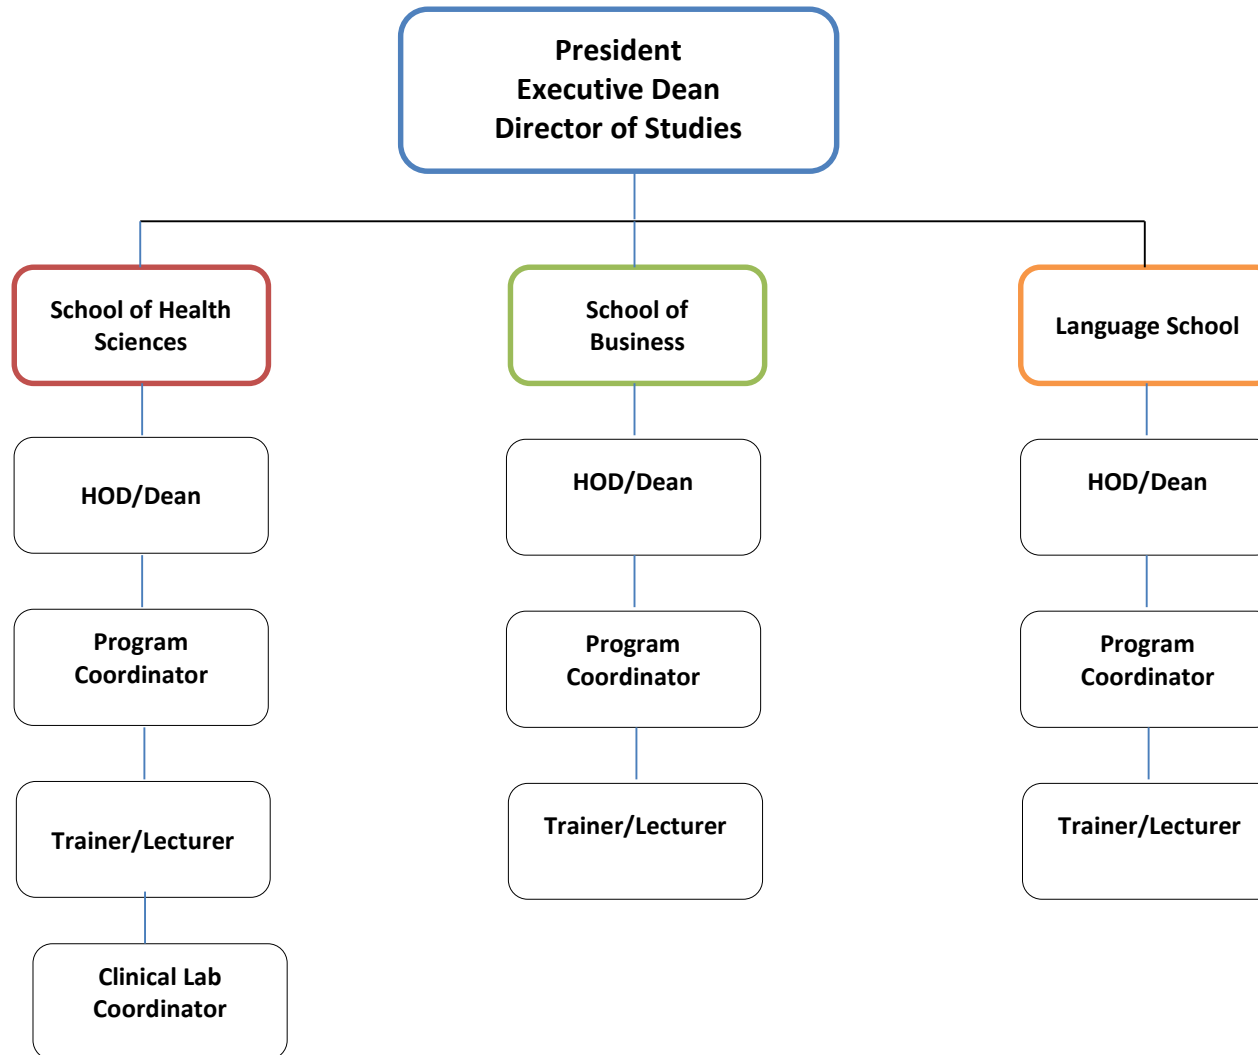 President
Executive Dean
Director of Studies
School of Health
Sciences
School of
Business
Language School
HOD/Dean
HOD/Dean
HOD/Dean
Program
Coordinator
Program
Coordinator
Program
Coordinator
Trainer/Lecturer
Trainer/Lecturer
Trainer/Lecturer
Clinical Lab
Coordinator